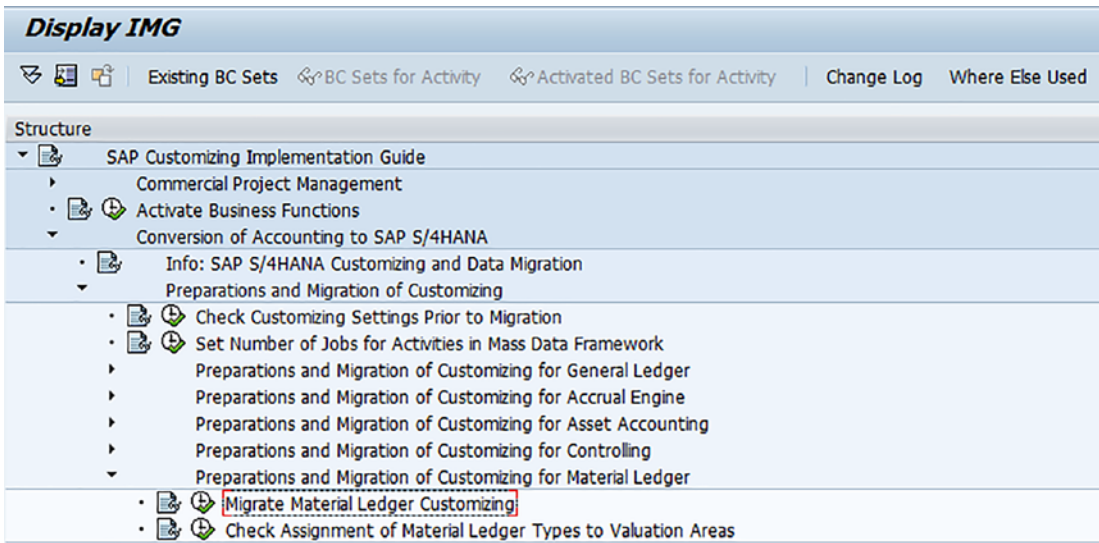 Display IMG
Existing BC Sets BC Sets for Activity Activated BC Sets for Activity Change Log Where Else Used
Structure
SAP Customizing Implementation Guide
Commercial Project Management
Activate Business Functions
Conversion of Accounting to SAP S/4HANA
Info: SAP S/4HANA Customizing and Data Migration
Preparations and Migration of Customizing
Check Customizing Settings Prior to Migration
Set Number of Jobs for Activities in Mass Data Framework
Preparations and Migration of Customizing for General Ledger
Preparations and Migration of Customizing for Accrual Engine
Preparations and Migration of Customizing for Asset Accounting
Preparations and Migration of Customizing for Controlling
Preparations and Migration of Customizing for Material Ledger
Migrate Material Ledger Customizing
Check Assignment of Material Ledger Types to Valuation Areas